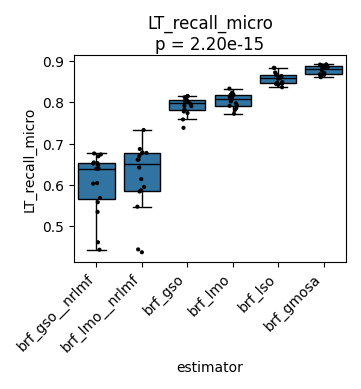 LT_recall_micro
p = 2.20e-15
LT_recall_micro
0.9
0.8
0.7
0.6
0.5
brf_gso__nrlmf
brf_lmo__nrlmf
brf_gso
brf_lmo
brf_lso
brf_gmosa
estimator